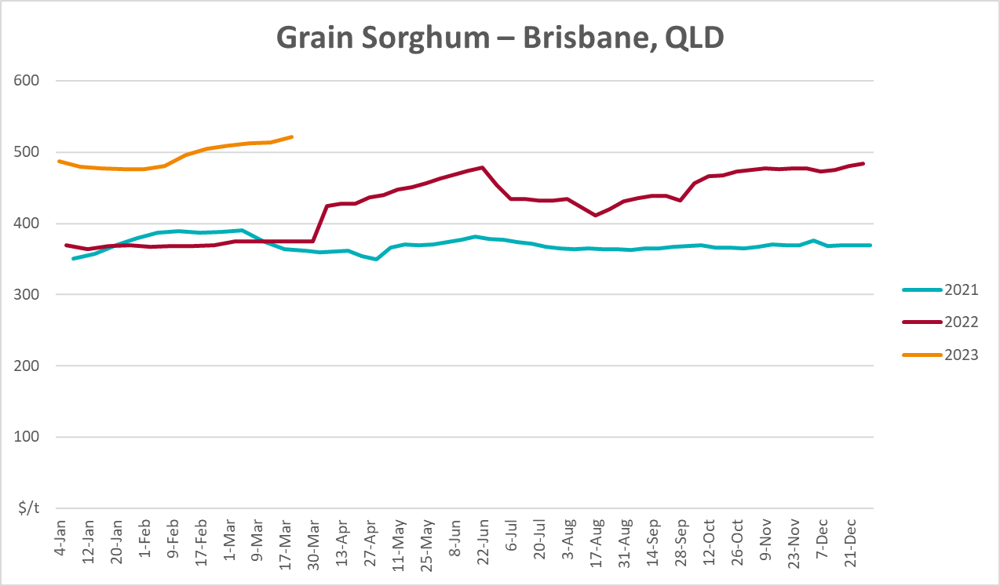 Grain Sorghum – Brisbane, QLD
600
500
400
300
200
100
$/t
4-Jan
12-Jan
20-Jan
1-Feb
9-Feb
17-Feb
1-Mar
9-Mar
17-Mar
30-Mar
13-Apr
27-Apr
11-May
25-May
8-Jun
22-Jun
6-Jul
20-Jul
3-Aug
17-Aug
31-Aug
14-Sep
28-Sep
12-Oct
26-Oct
9-Nov
23-Nov
7-Dec
21-Dec
2021
2022
2023